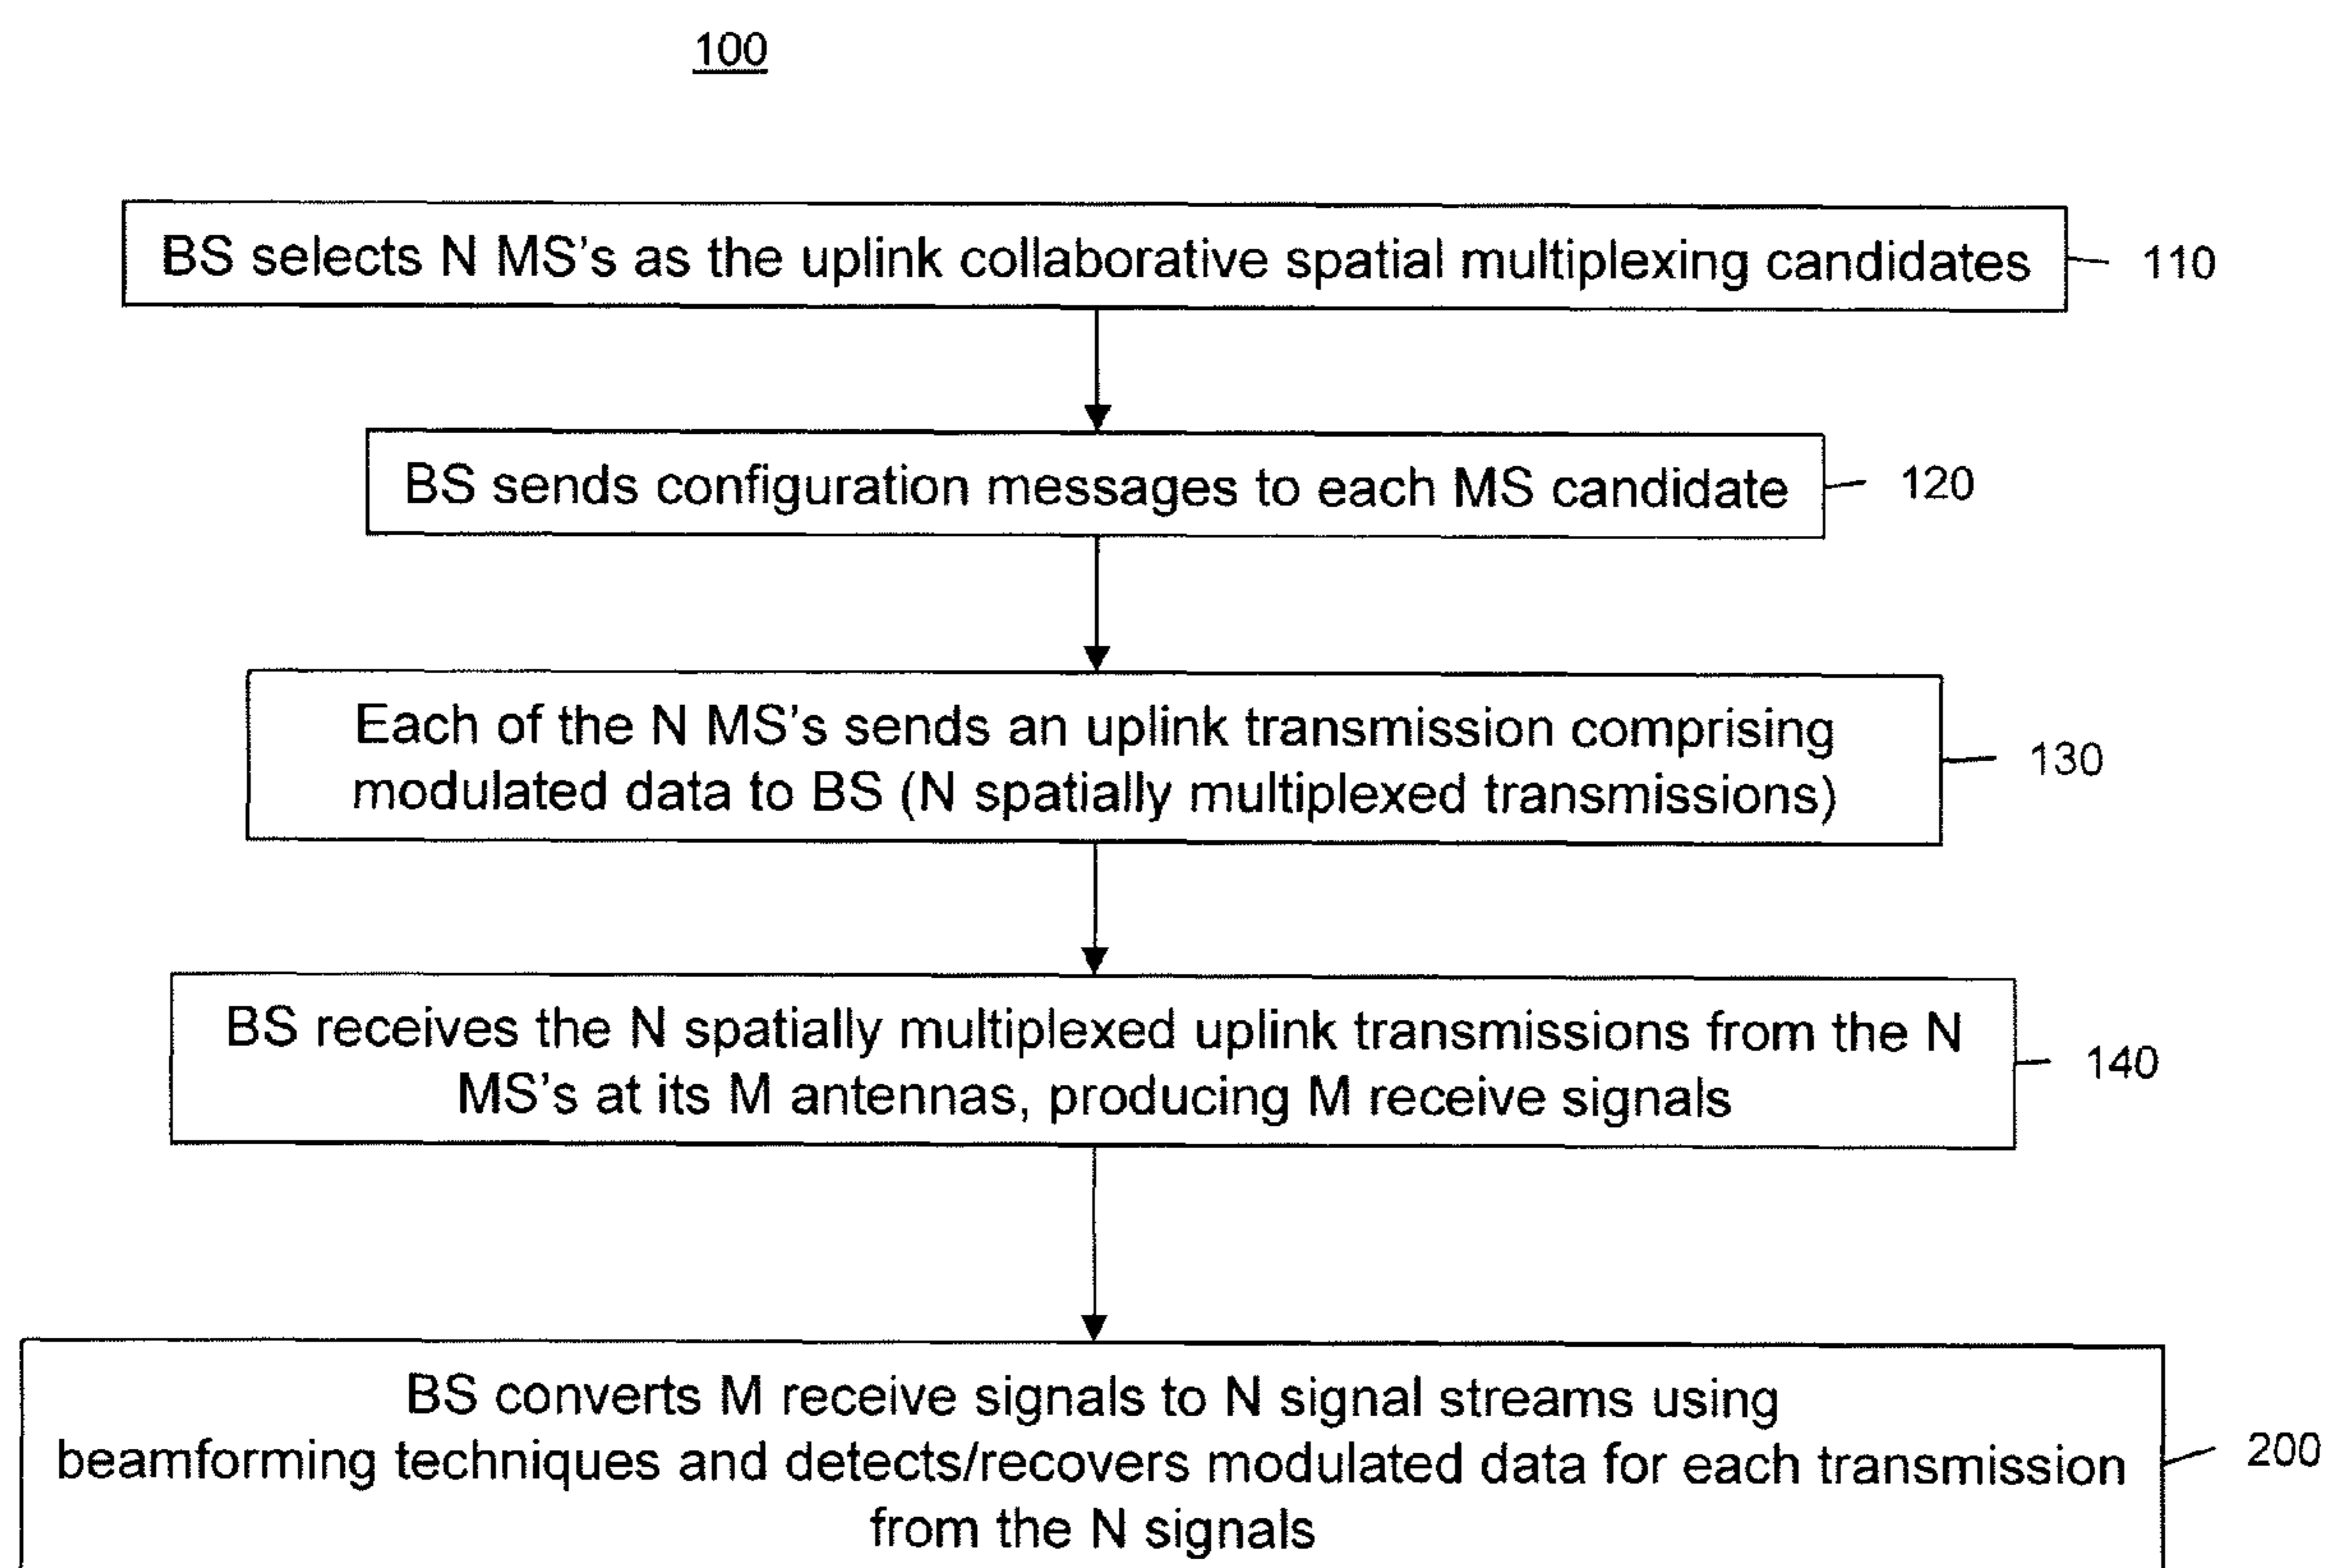 100
BS selects N MS's as the uplink collaborative spatial multiplexing candidates
110
BS sends configuration messages to each MS candidate
120
Each of the N MS's sends an uplink transmission comprising
modulated data to BS (N spatially multiplexed transmissions)
130
BS receives the N spatially multiplexed uplink transmissions from the N
MS's at its M antennas, producing M receive signals
140
BS converts M receive signals to N signal streams using
beamforming techniques and detects/recovers modulated data for each transmission
from the N signals
200